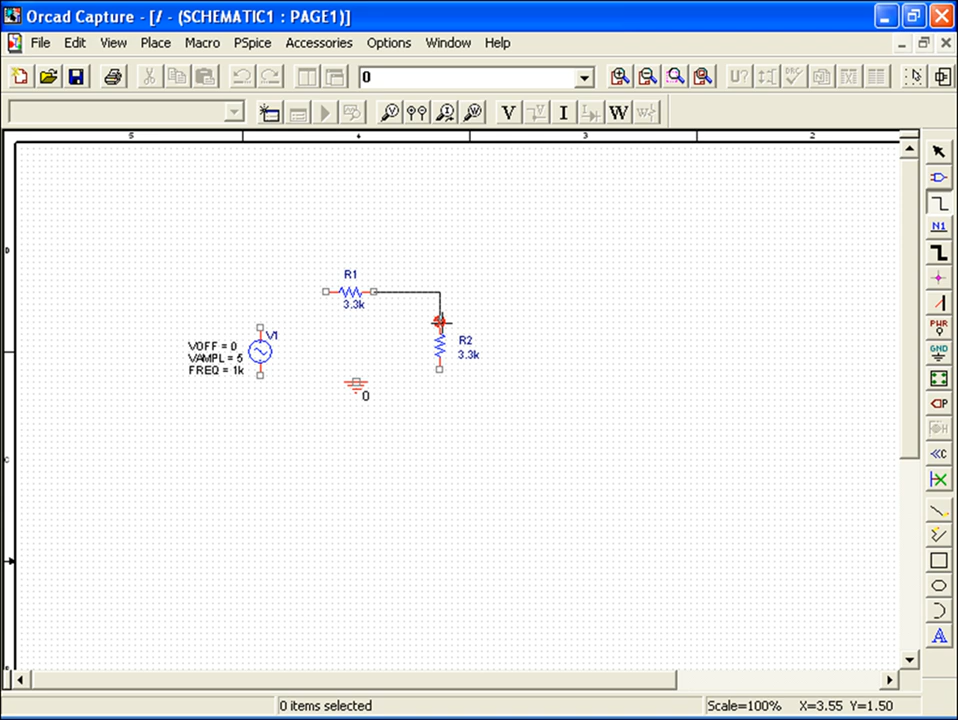 Orcad Capture - [/ - (SCHEMATIC1 : PAGE1)]
File Edit View Place Macro PSpice Accessories Options Window Help
0
U?
DRC
V I W
5 4 3 2
D
R1
3.3k
V1
VOFF = 0
VAMPL = 5
FREQ = 1k
R2
3.3k
0
C
N1
PWR
GND
P
H
C
A
0 items selected Scale=100% X=3.55 Y=1.50